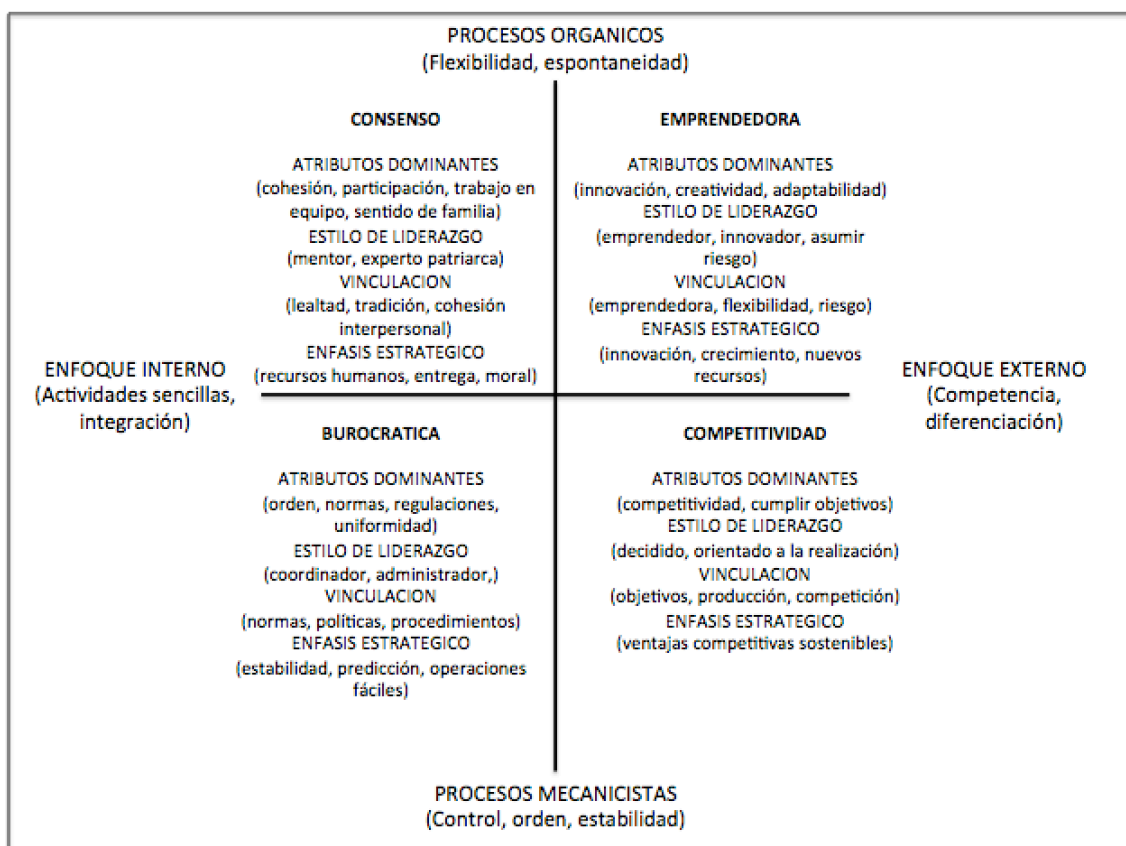 PROCESOS ORGANICOS
(Flexibilidad, espontaneidad)
CONSENSO
ATRIBUTOS DOMINANTES
(cohesión, participación, trabajo en
equipo, sentido de familia)
ESTILO DE LIDERAZGO
(mentor, experto patriarca)
VINCULACION
(lealtad, tradición, cohesión
interpersonal)
ENFASIS ESTRATEGICO
(recursos humanos, entrega, moral)
EMPRENDEDORA
ATRIBUTOS DOMINANTES
(innovación, creatividad, adaptabilidad)
ESTILO DE LIDERAZGO
(emprendedor, innovador, asumir
riesgo)
VINCULACION
(emprendedora, flexibilidad, riesgo)
ENFASIS ESTRATEGICO
(innovación, crecimiento, nuevos
recursos)
ENFOQUE INTERNO
(Actividades sencillas,
integración)
ENFOQUE EXTERNO
(Competencia,
diferenciación)
BUROCRATICA
ATRIBUTOS DOMINANTES
(orden, normas, regulaciones,
uniformidad)
ESTILO DE LIDERAZGO
(coordinador, administrador,)
VINCULACION
(normas, políticas, procedimientos)
ENFASIS ESTRATEGICO
(estabilidad, predicción, operaciones
fáciles)
COMPETITIVIDAD
ATRIBUTOS DOMINANTES
(competitividad, cumplir objetivos)
ESTILO DE LIDERAZGO
(decidido, orientado a la realización)
VINCULACION
(objetivos, producción, competición)
ENFASIS ESTRATEGICO
(ventajas competitivas sostenibles)
PROCESOS MECANICISTAS
(Control, orden, estabilidad)